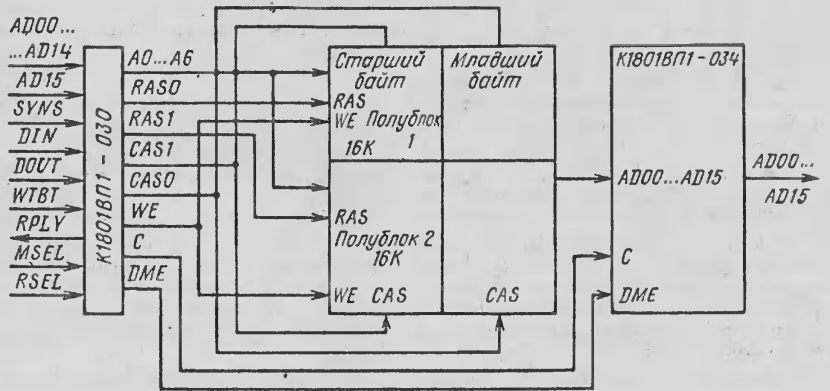 AD00...
...AD14
AD15
SYNS
DIN
DOUT
WTBT
RPLY
MSEL
RSEL
К1801ВП1-030
A0...A6
RAS0
RAS1
CAS1
CAS0
WE
C
DME
Старший
байт
RAS
WE Полублок
16К 1
Младший
байт
RAS
Полублок 2
16К
WE CAS
CAS
К1801ВП1-034
AD00...AD15
C
DME
AD00...
AD15